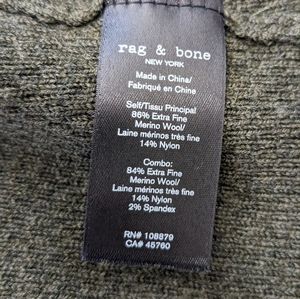 rag & bone
NEW YORK
Made in China/
Fabriqué en Chine
Self/Tissu Principal
86% Extra Fine
Merino Wool/
Laine mérinos très fine
14% Nylon
Combo:
84% Extra Fine
Merino Wool/
Laine mérinos très fine
14% Nylon
2% Spandex
RN# 108879
CA# 45760